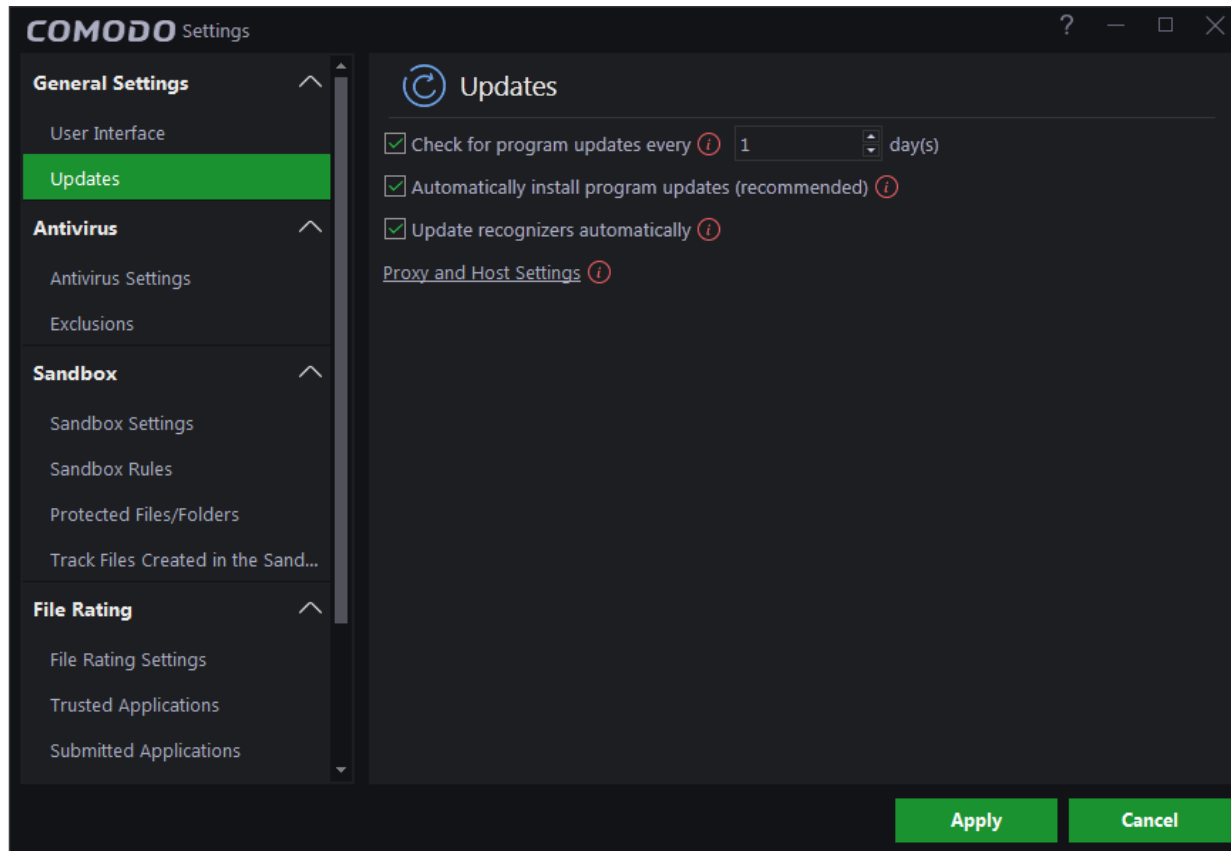 COMODO Settings
?
General Settings
User Interface
Updates
Antivirus
Antivirus Settings
Exclusions
Sandbox
Sandbox Settings
Sandbox Rules
Protected Files/Folders
Track Files Created in the Sand...
File Rating
File Rating Settings
Trusted Applications
Submitted Applications
Updates
Check for program updates every i 1 day(s)
Automatically install program updates (recommended) i
Update recognizers automatically i
Proxy and Host Settings i
Apply Cancel